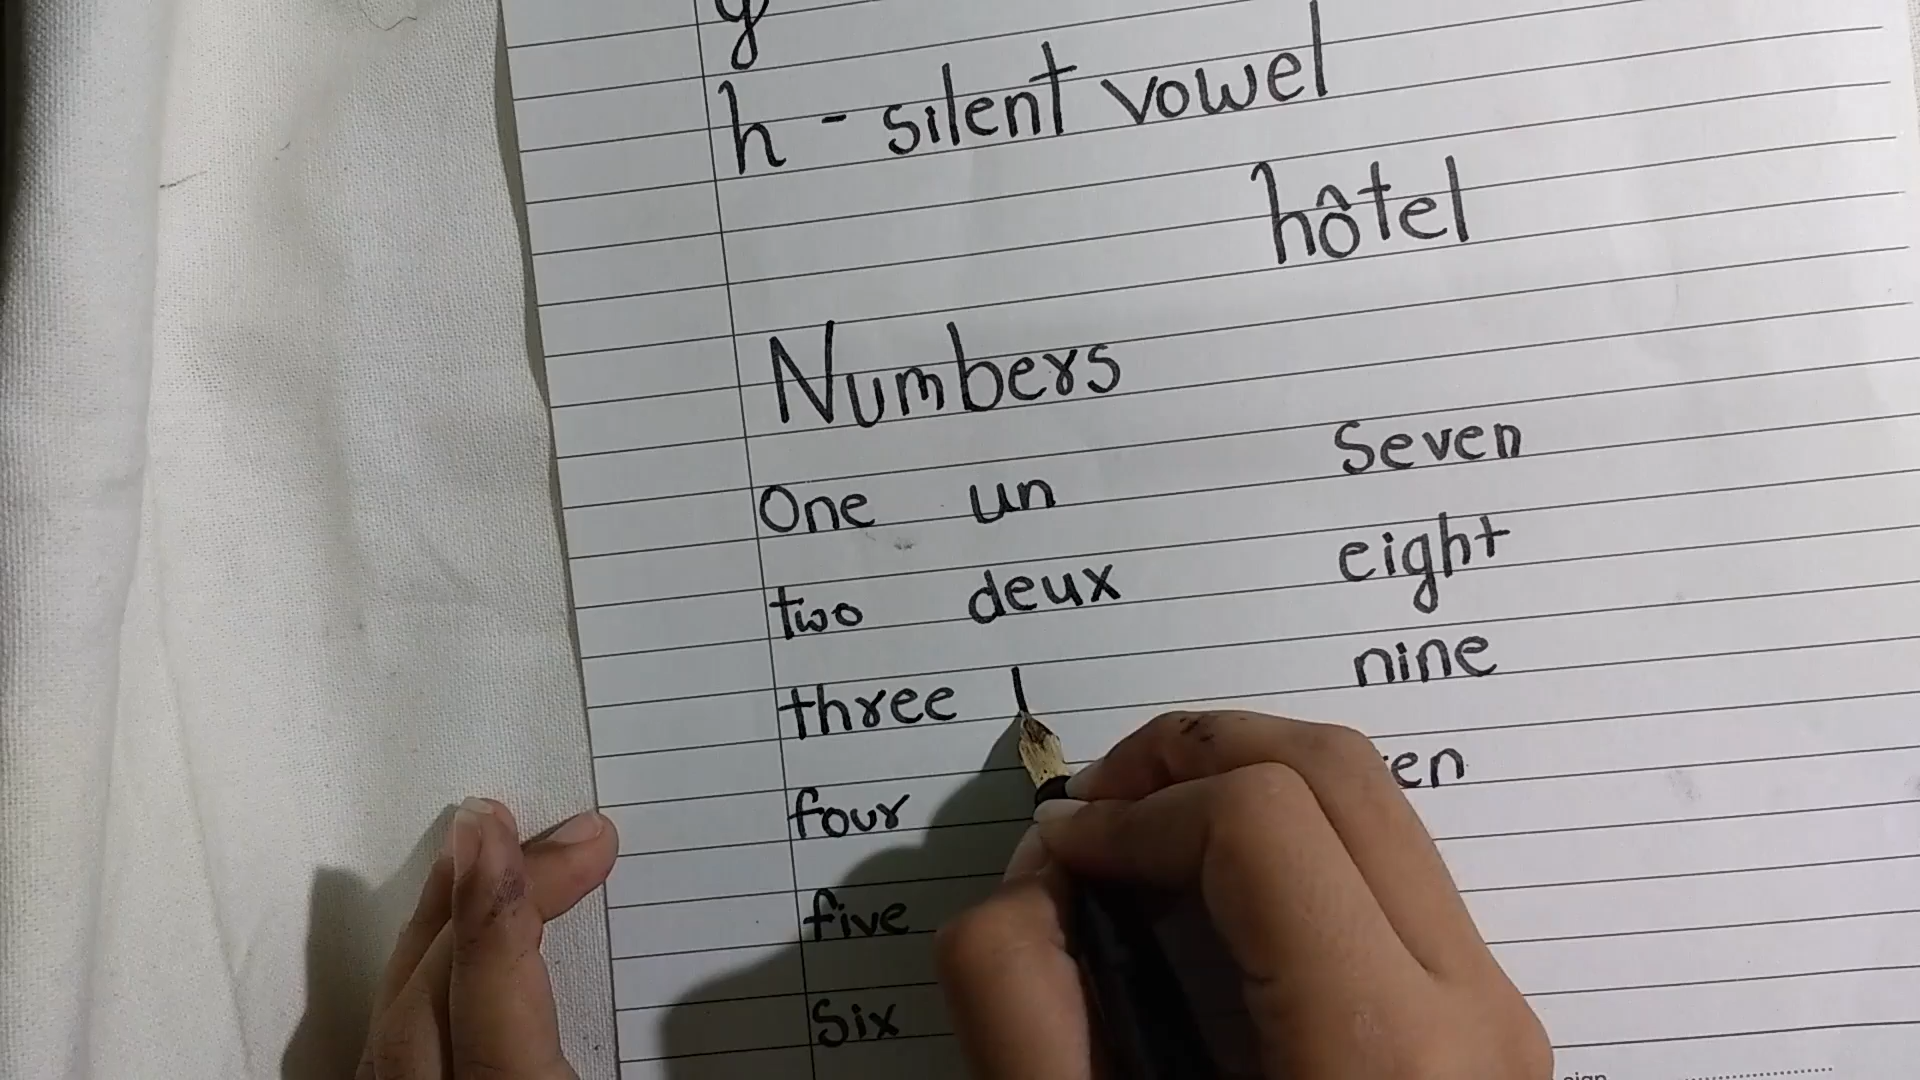 y
h - silent vowel
hôtel
Numbers
One un
two deux
three
four
five
Six
Seven
eight
nine